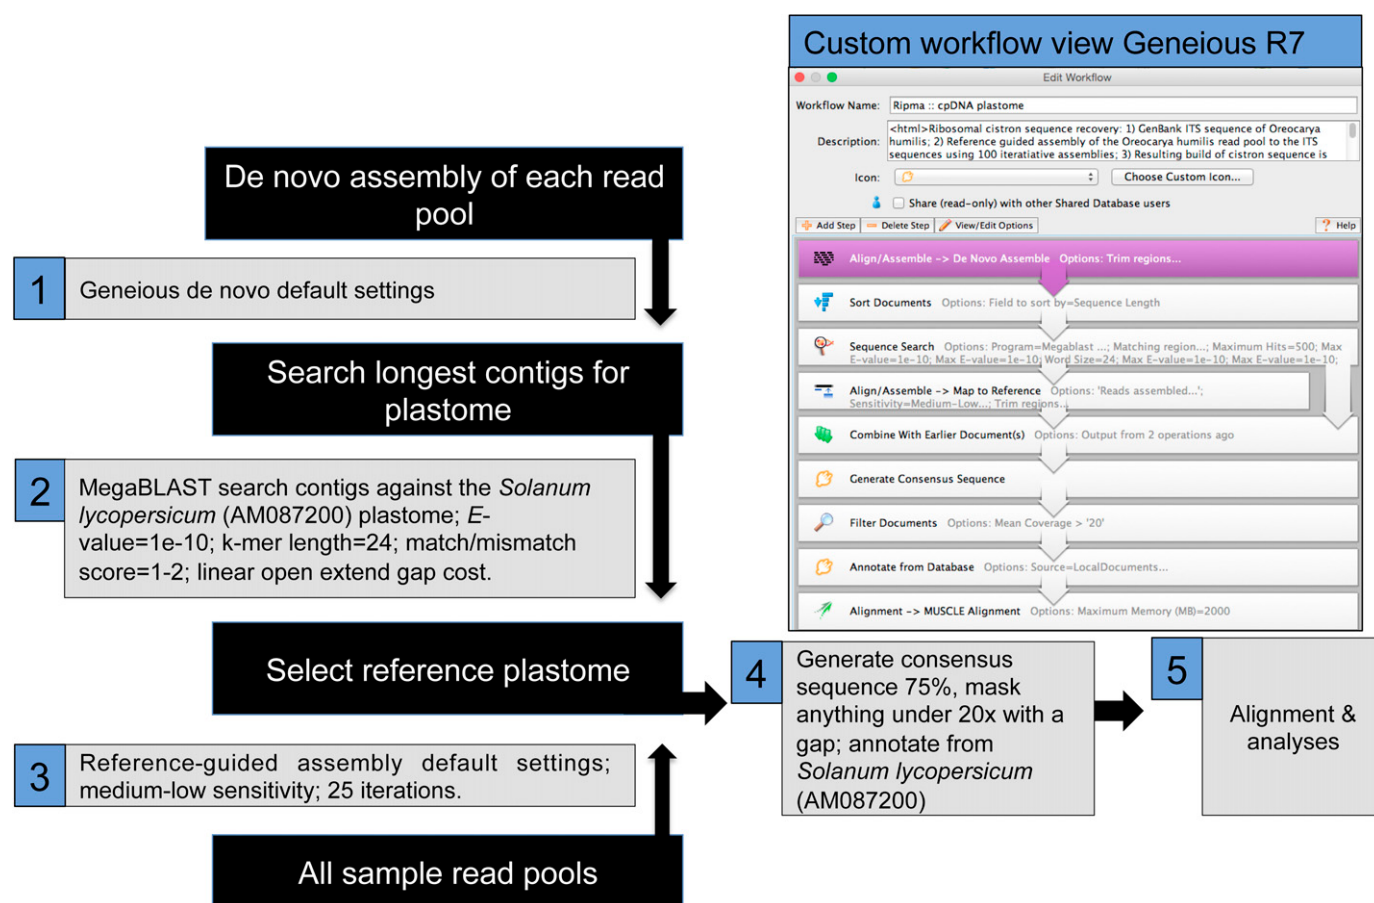 Custom workflow view Geneious R7
Edit Workflow
Workflow Name: Ripma :: cpDNA plastome
Description: <html>Ribosomal cistron sequence recovery: 1) GenBank ITS sequence of Oreocarya
humilis; 2) Reference guided assembly of the Oreocarya humilis read pool to the ITS
sequences using 100 iteratiative assemblies; 3) Resulting build of cistron sequence is
Icon: Choose Custom Icon...
Share (read-only) with other Shared Database users
Add Step Delete Step View/Edit Options ? Help
Align/Assemble -> De Novo Assemble Options: Trim regions...
Sort Documents Options: Field to sort by=Sequence Length
Sequence Search Options: Program=Megablast ...; Matching region...; Maximum Hits=500; Max
E-value=1e-10; Max E-value=1e-10; Word Size=24; Max E-value=1e-10; Max E-value=1e-10;
Align/Assemble -> Map to Reference Options: 'Reads assembled...';
Sensitivity=Medium-Low...; Trim regions...
Combine With Earlier Document(s) Options: Output from 2 operations ago
Generate Consensus Sequence
Filter Documents Options: Mean Coverage > '20'
Annotate from Database Options: Source=LocalDocuments...
Alignment -> MUSCLE Alignment Options: Maximum Memory (MB)=2000
De novo assembly of each read
pool
1
Geneious de novo default settings
Search longest contigs for
plastome
2
MegaBLAST search contigs against the Solanum
lycopersicum (AM087200) plastome; E-
value=1e-10; k-mer length=24; match/mismatch
score=1-2; linear open extend gap cost.
Select reference plastome
3
Reference-guided assembly default settings;
medium-low sensitivity; 25 iterations.
All sample read pools
4
Generate consensus
sequence 75%, mask
anything under 20x with a
gap; annotate from
Solanum lycopersicum
(AM087200)
5
Alignment &
analyses